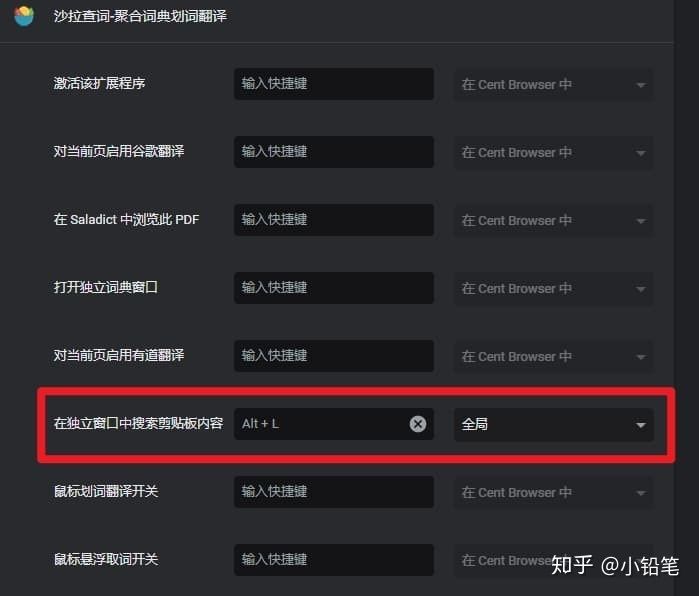 沙拉查词-聚合词典划词翻译
激活该扩展程序 输入快捷键 在 Cent Browser 中
对当前页启用谷歌翻译 输入快捷键 在 Cent Browser 中
在 Saladict 中浏览此 PDF 输入快捷键 在 Cent Browser 中
打开独立词典窗口 输入快捷键 在 Cent Browser 中
对当前页启用有道翻译 输入快捷键 在 Cent Browser 中
在独立窗口中搜索剪贴板内容 Alt + L 全局
鼠标划词翻译开关 输入快捷键 在 Cent Browser 中
鼠标悬浮取词开关 输入快捷键 在 Cent Browser 中
知乎 @小铅笔